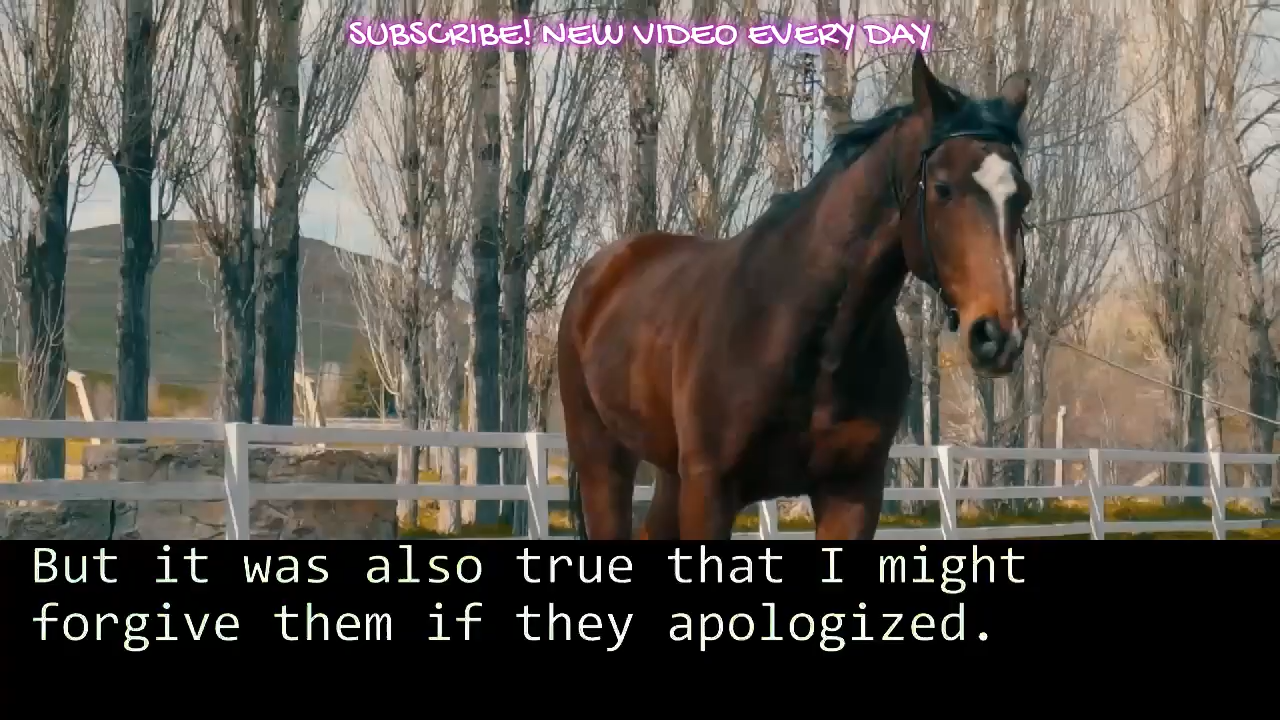 SUBSCRIBE! NEW VIDEO EVERY DAY
But it was also true that I might
forgive them if they apologized.